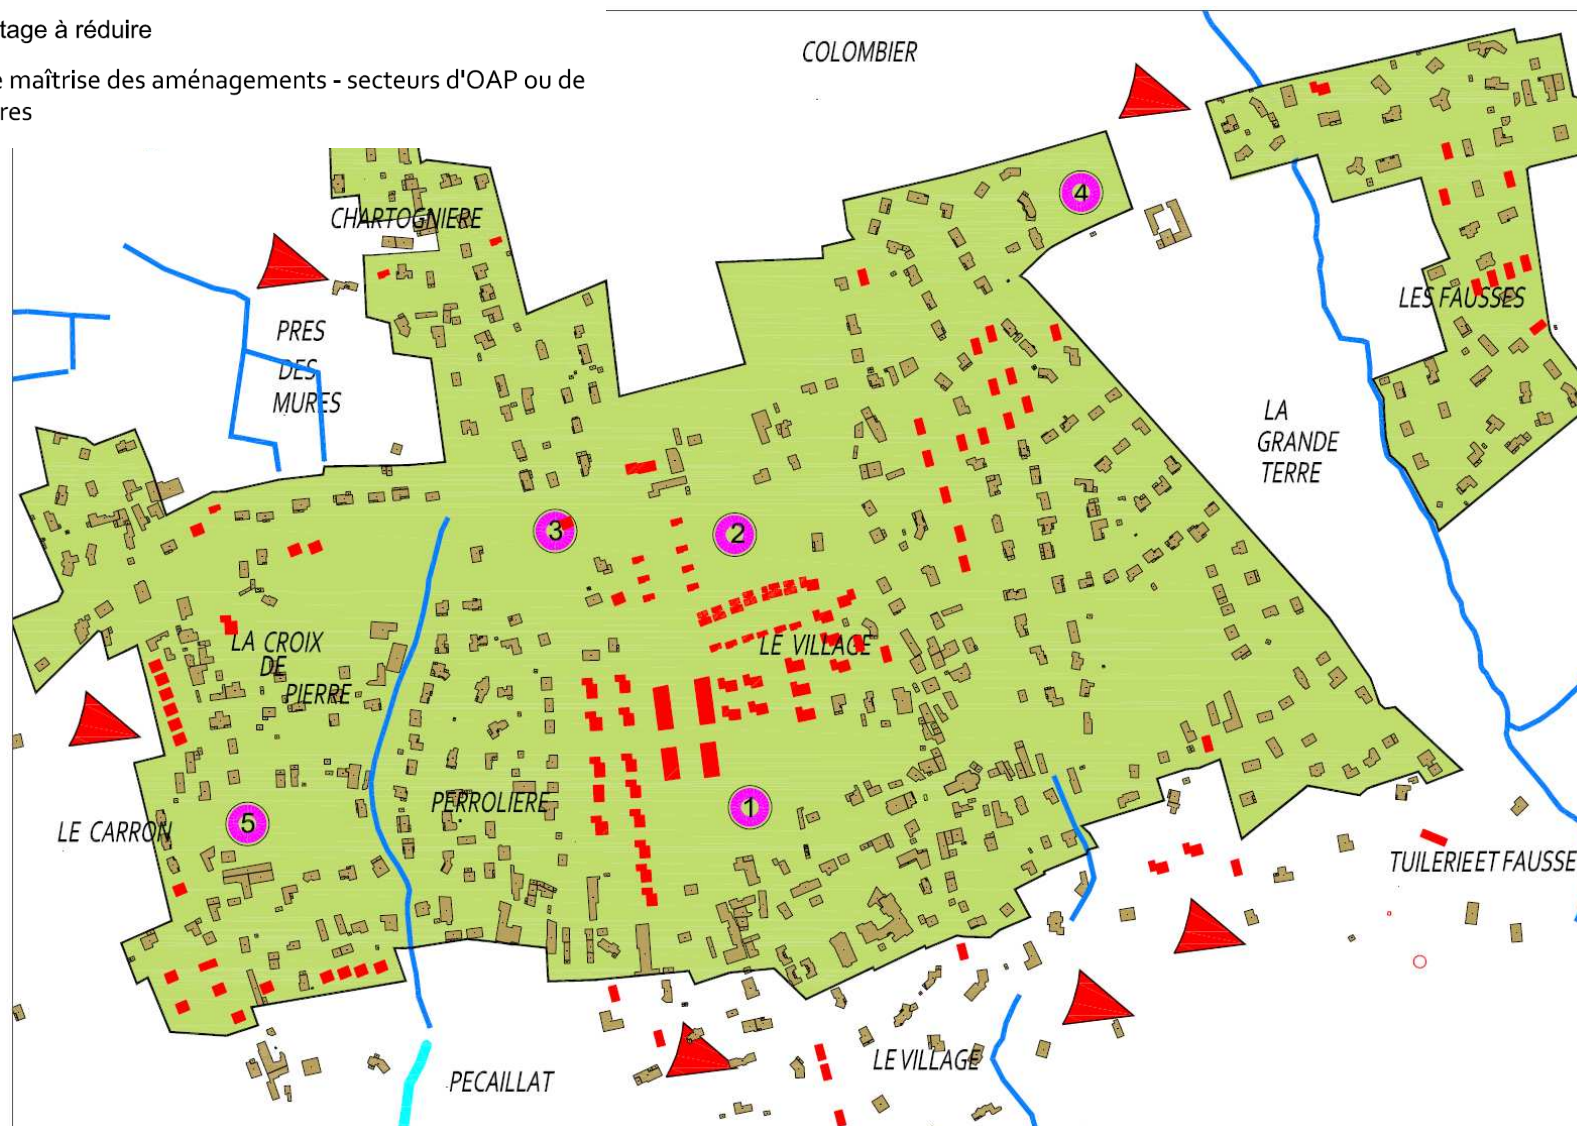 tage à réduire
e maîtrise des aménagements - secteurs d'OAP ou de
res
COLOMBIER
4
CHARTOGNIERE
LES FAUSSES
PRES
DES
MURES
LA
GRANDE
TERRE
3
2
LA CROIX
DE
PIERRE
LE VILLAGE
PERROLIERE
1
5
LE CARRON
TUILERIE ET FAUSSE
LE VILLAGE
PECAILLAT